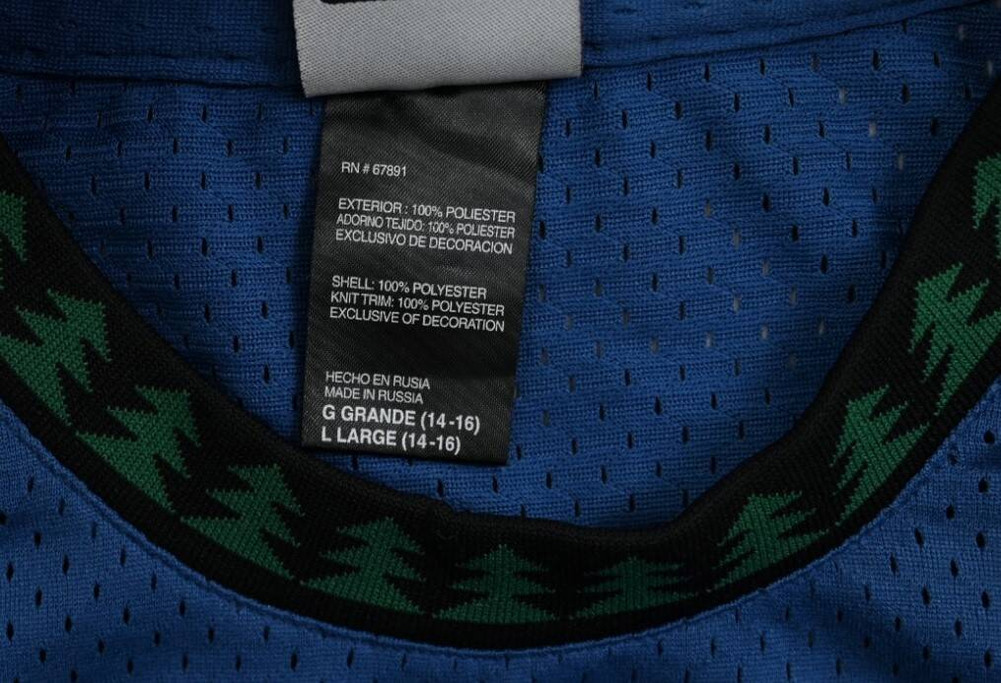 RN # 67891
EXTERIOR : 100% POLIESTER
ADORNO TEJIDO: 100% POLIESTER
EXCLUSIVO DE DECORACION
SHELL: 100% POLYESTER
KNIT TRIM: 100% POLYESTER
EXCLUSIVE OF DECORATION
HECHO EN RUSIA
MADE IN RUSSIA
G GRANDE (14-16)
L LARGE (14-16)